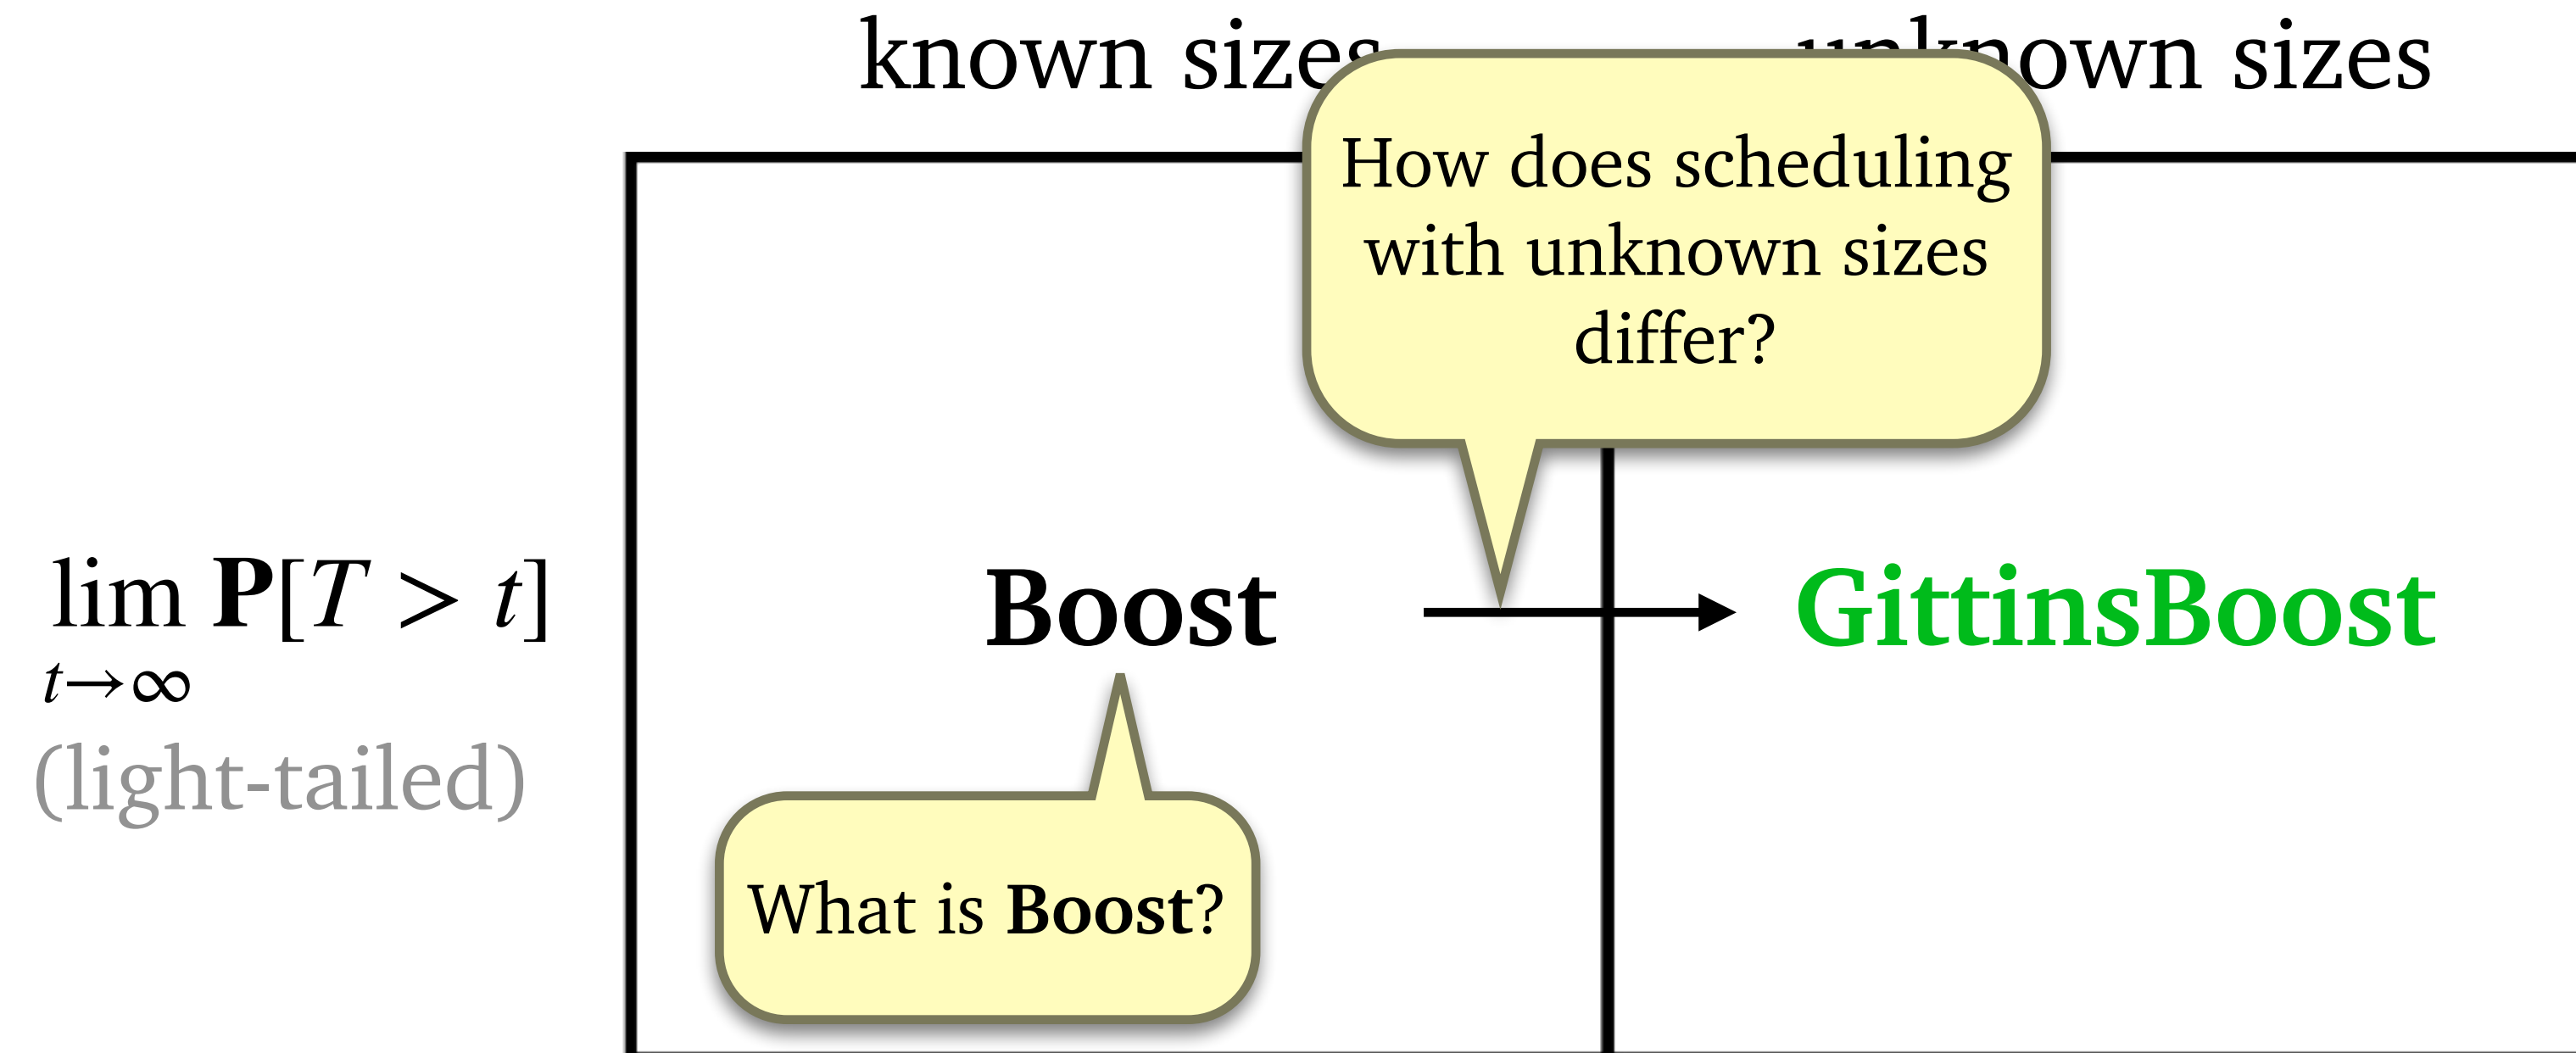 known sizes
unknown sizes
How does scheduling
with unknown sizes
differ?
lim P[T > t]
t→∞
(light-tailed)
Boost
GittinsBoost
What is Boost?